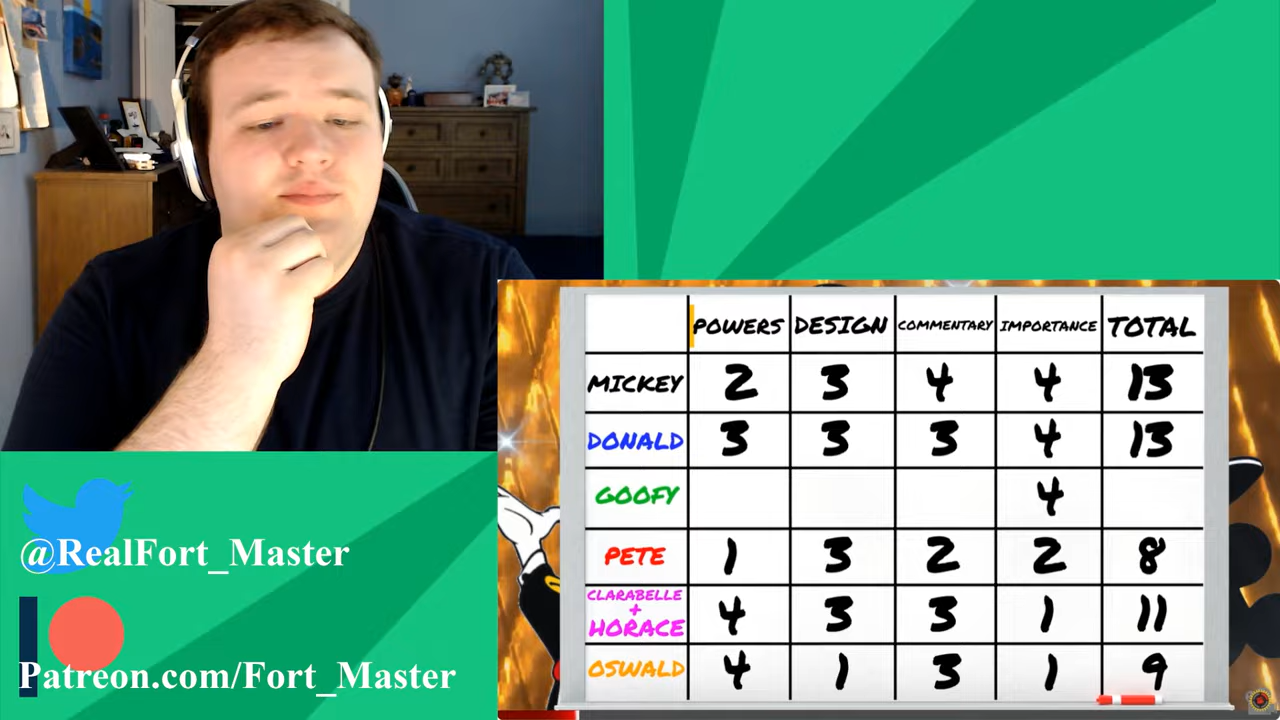 POWERS DESIGN COMMENTARY IMPORTANCE TOTAL
MICKEY 2 3 4 4 13
DONALD 3 3 3 4 13
GOOFY 4
PETE 1 3 2 2 8
CLARABELLE
+
HORACE 4 3 3 1 11
OSWALD 4 1 3 1 9
@RealFort_Master
Patreon.com/Fort_Master